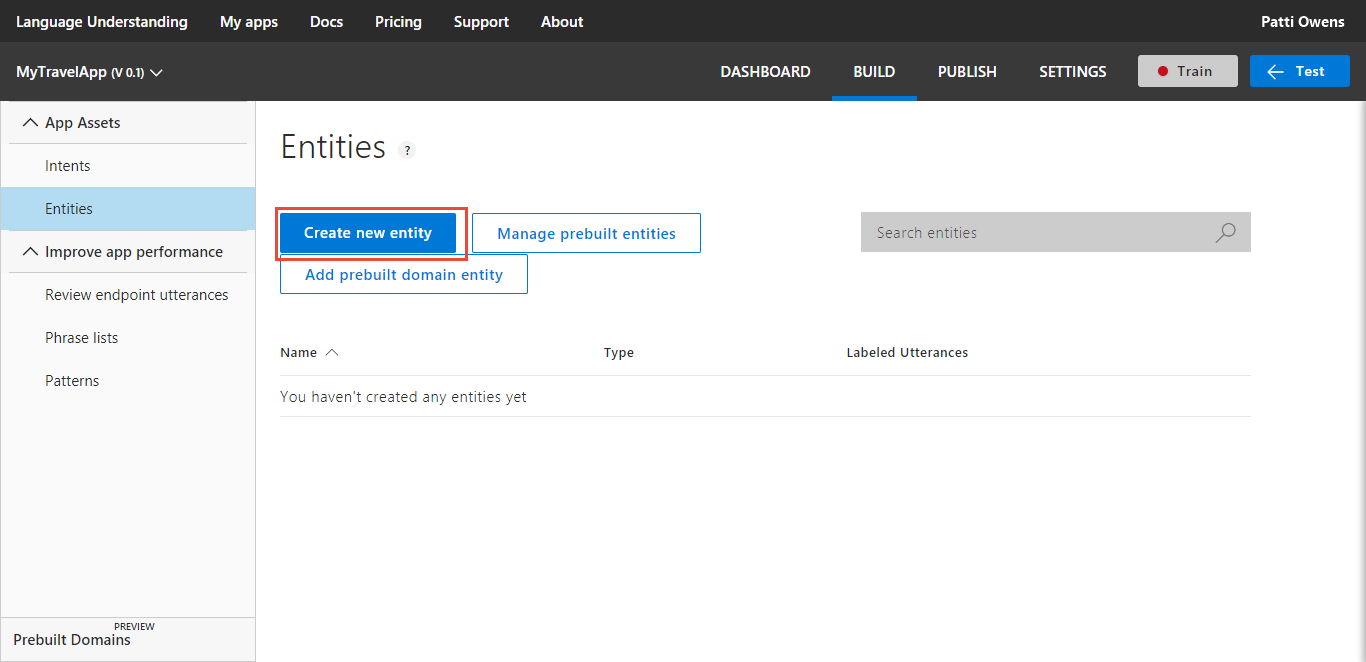 Language Understanding My apps Docs Pricing Support About Patti Owens
MyTravelApp (V 0.1) DASHBOARD BUILD PUBLISH SETTINGS Train Test
App Assets
Intents
Entities
Improve app performance
Review endpoint utterances
Phrase lists
Patterns
PREVIEW
Prebuilt Domains
Entities ?
Create new entity Manage prebuilt entities Search entities
Add prebuilt domain entity
Name Type Labeled Utterances
You haven't created any entities yet